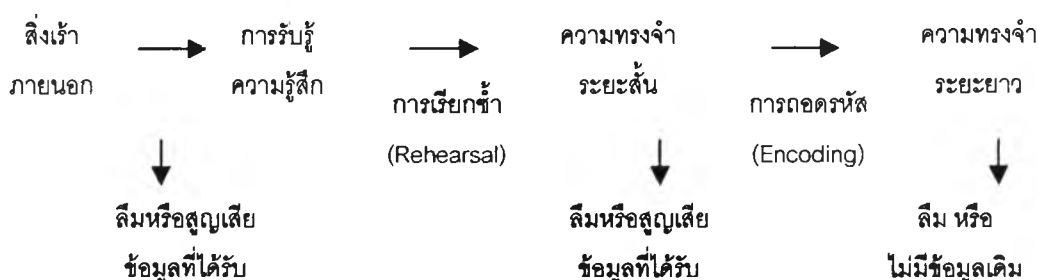 สิ่งเร้า
ภายนอก
การรับรู้
ความรู้สึก
การเรียกซ้ำ
(Rehearsal)
ความทรงจำ
ระยะสั้น
การถอดรหัส
(Encoding)
ความทรงจำ
ระยะยาว
ลืมหรือสูญเสีย
ข้อมูลที่ได้รับ
ลืมหรือสูญเสีย
ข้อมูลที่ได้รับ
ลืม หรือ
ไม่มีข้อมูลเดิม